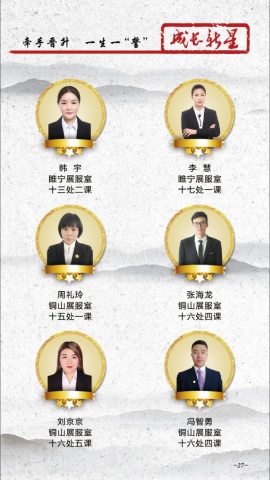 牵手晋升 一生一“誓”
成长新星
韩 宇
睢宁展服室
十三处二课
李 慧
睢宁展服室
十七处一课
周礼玲
铜山展服室
十五处一课
张海龙
铜山展服室
十六处四课
刘京京
铜山展服室
十六处五课
冯智勇
铜山展服室
十六处四课
-27-